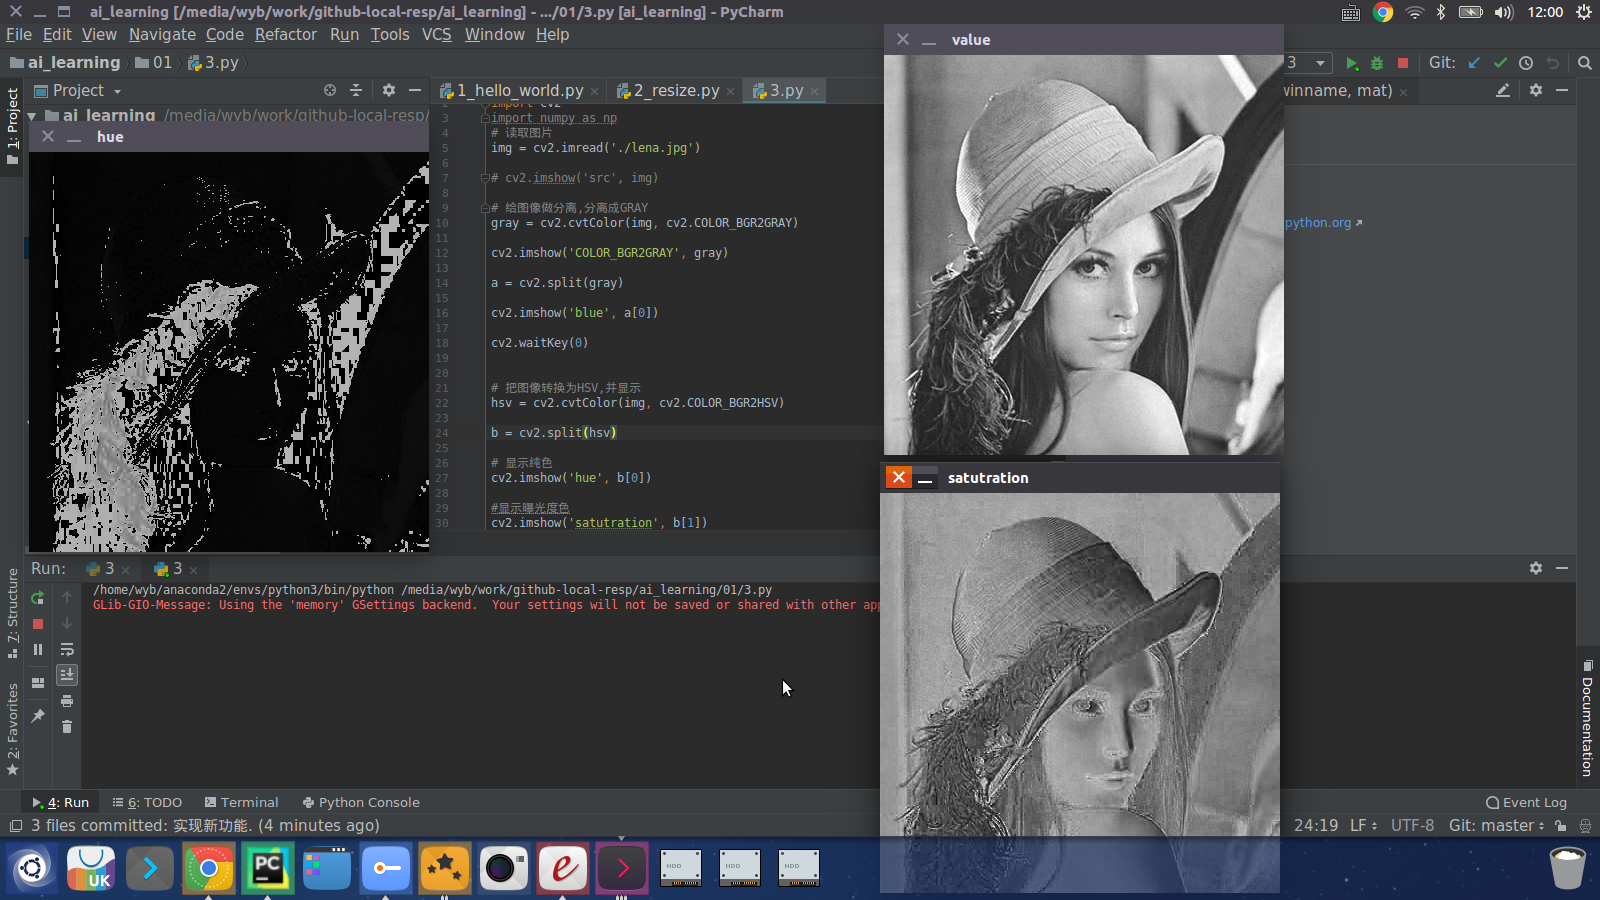 ai_learning [/media/wyb/work/github-local-resp/ai_learning] - .../01/3.py [ai_learning] - PyCharm
12:00
File Edit View Navigate Code Refactor Run Tools VCS Window Help
ai_learning 01 3.py
3
Git:
Project
1_hello_world.py
2_resize.py
3.py
winname, mat)
ai_learning /media/wyb/work/github-local-resp/
1: Project
7: Structure
2: Favorites
hue
value
satutration
2 import cv2
3 import numpy as np
4 # 读取图片
5 img = cv2.imread('./lena.jpg')
6
7 # cv2.imshow('src', img)
8
9 # 给图像做分离,分离成GRAY
10 gray = cv2.cvtColor(img, cv2.COLOR_BGR2GRAY)
11
12 cv2.imshow('COLOR_BGR2GRAY', gray)
13
14 a = cv2.split(gray)
15
16 cv2.imshow('blue', a[0])
17
18 cv2.waitKey(0)
19
20
21 # 把图像转换为HSV,并显示
22 hsv = cv2.cvtColor(img, cv2.COLOR_BGR2HSV)
23
24 b = cv2.split(hsv)
25
26 # 显示纯色
27 cv2.imshow('hue', b[0])
28
29 #显示曝光度色
30 cv2.imshow('satutration', b[1])
python.org
Documentation
Run: 3 3
/home/wyb/anaconda2/envs/python3/bin/python /media/wyb/work/github-local-resp/ai_learning/01/3.py
GLib-GIO-Message: Using the 'memory' GSettings backend.  Your settings will not be saved or shared with other app
4: Run 6: TODO Terminal Python Console
Event Log
3 files committed: 实现新功能. (4 minutes ago)
24:19 LF UTF-8 Git: master
UK
PC
e
HDD
HDD
HDD